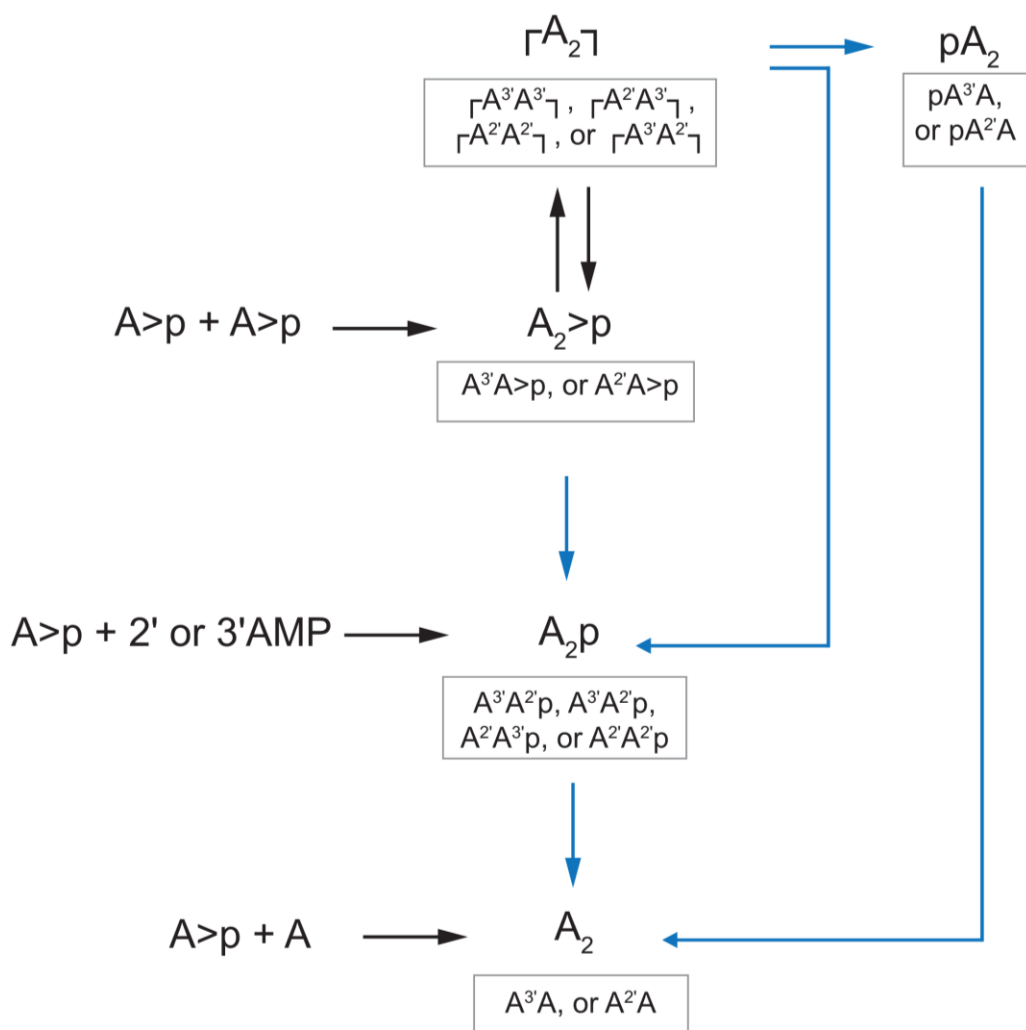 ┌A₂┐
┌A³'A³'┐, ┌A²'A³'┐,
┌A²'A²'┐, or ┌A³'A²'┐
pA₂
pA³'A,
or pA²'A
A>p + A>p
A₂>p
A³'A>p, or A²'A>p
A>p + 2' or 3'AMP
A₂p
A³'A²'p, A³'A²'p,
A²'A³'p, or A²'A²'p
A>p + A
A₂
A³'A, or A²'A